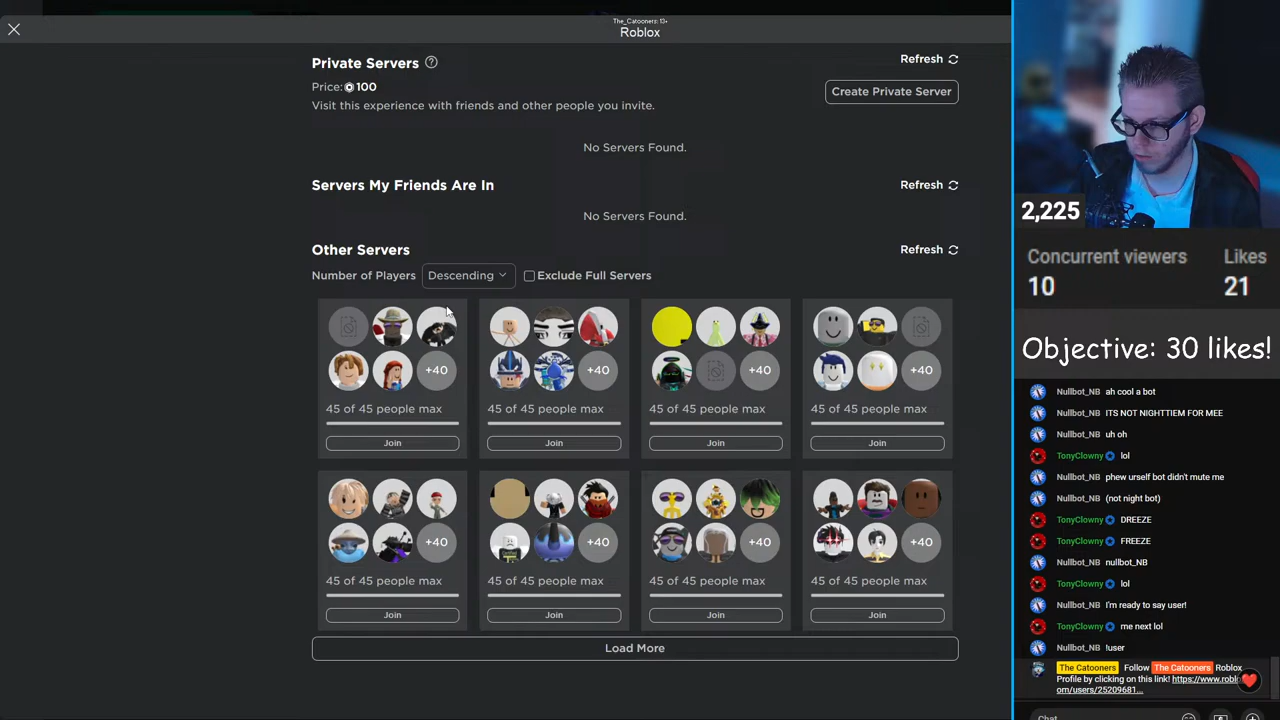 The_Catooners: 13+
Roblox
Private Servers ?
Refresh
Price: 100
Create Private Server
Visit this experience with friends and other people you invite.
No Servers Found.
Servers My Friends Are In
Refresh
No Servers Found.
Other Servers
Refresh
Number of Players Descending Exclude Full Servers
+40 +40 +40 +40
45 of 45 people max 45 of 45 people max 45 of 45 people max 45 of 45 people max
Join Join Join Join
+40 +40 +40 +40
45 of 45 people max 45 of 45 people max 45 of 45 people max 45 of 45 people max
Join Join Join Join
Load More
2,225
Concurrent viewers Likes
10 21
Objective: 30 likes!
Nullbot_NB ah cool a bot
Nullbot_NB ITS NOT NIGHTTIEM FOR MEE
Nullbot_NB uh oh
TonyClowny lol
Nullbot_NB phew urself bot didn't mute me
Nullbot_NB (not night bot)
TonyClowny DREEZE
TonyClowny FREEZE
Nullbot_NB nullbot_NB
TonyClowny lol
Nullbot_NB I'm ready to say user!
TonyClowny me next lol
Nullbot_NB !user
The Catooners Follow The Catooners Roblox
Profile by clicking on this link! https://www.robl
om/users/25209681...
Chat